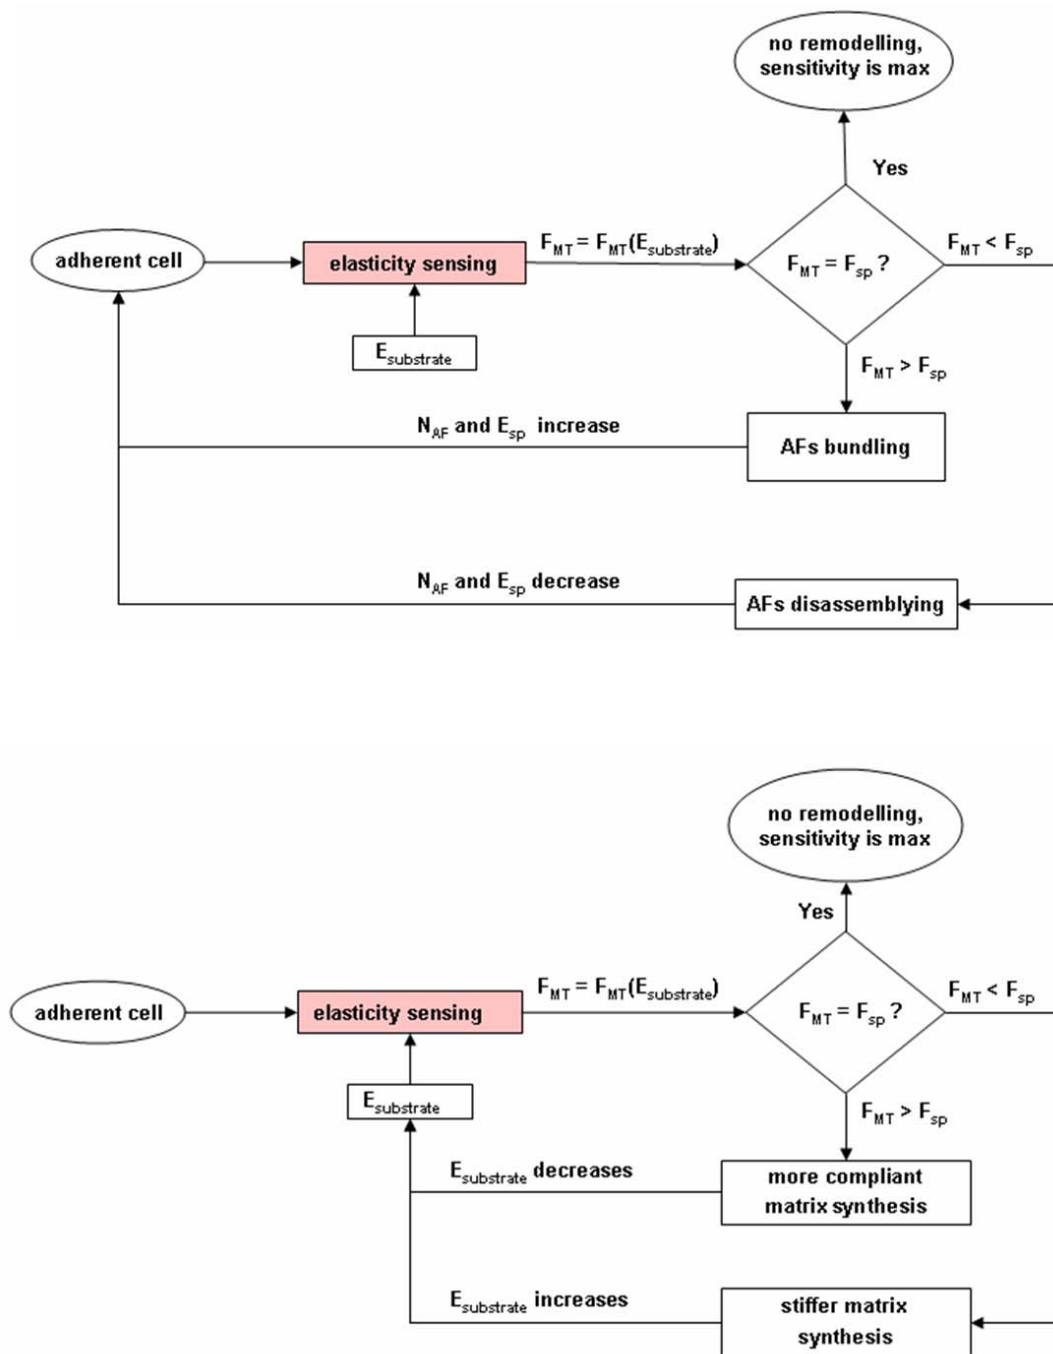 no remodelling,
sensitivity is max
Yes
adherent cell
elasticity sensing
F_MT = F_MT(E_substrate)
F_MT = F_sp ?
F_MT < F_sp
E_substrate
F_MT > F_sp
N_AF and E_sp increase
AFs bundling
N_AF and E_sp decrease
AFs disassemblying
no remodelling,
sensitivity is max
Yes
adherent cell
elasticity sensing
F_MT = F_MT(E_substrate)
F_MT = F_sp ?
F_MT < F_sp
E_substrate
F_MT > F_sp
E_substrate decreases
more compliant
matrix synthesis
E_substrate increases
stiffer matrix
synthesis